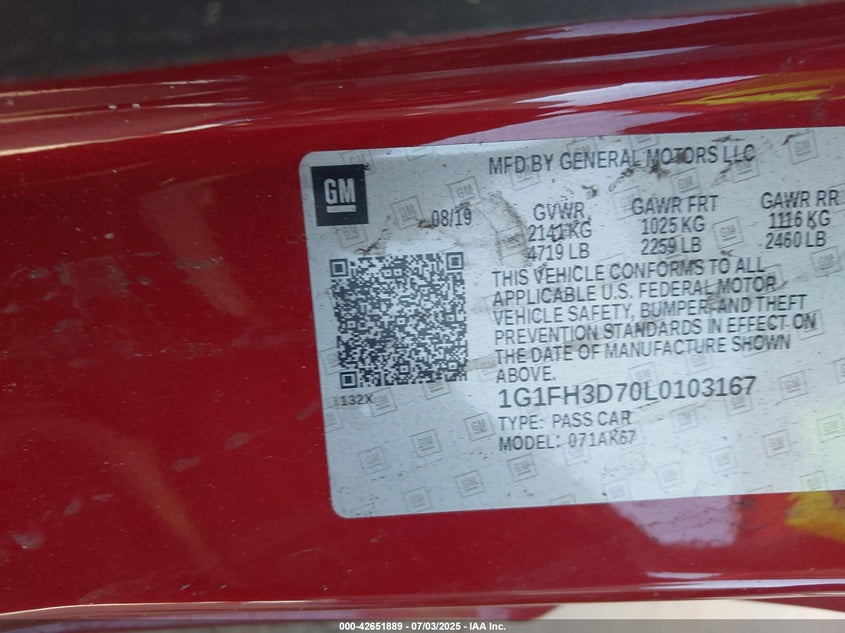 GM
MFD BY GENERAL MOTORS LLC
08/19
GVWR
2141 KG
4719 LB
GAWR FRT
1025 KG
2259 LB
GAWR RR
1116 KG
2460 LB
THIS VEHICLE CONFORMS TO ALL
APPLICABLE U.S. FEDERAL MOTOR
VEHICLE SAFETY, BUMPER, AND THEFT
PREVENTION STANDARDS IN EFFECT ON
THE DATE OF MANUFACTURE SHOWN
ABOVE.
1G1FH3D70L0103167
TYPE: PASS CAR
MODEL: 071AK67
132X
000-42651889 - 07/03/2025 - IAA Inc.